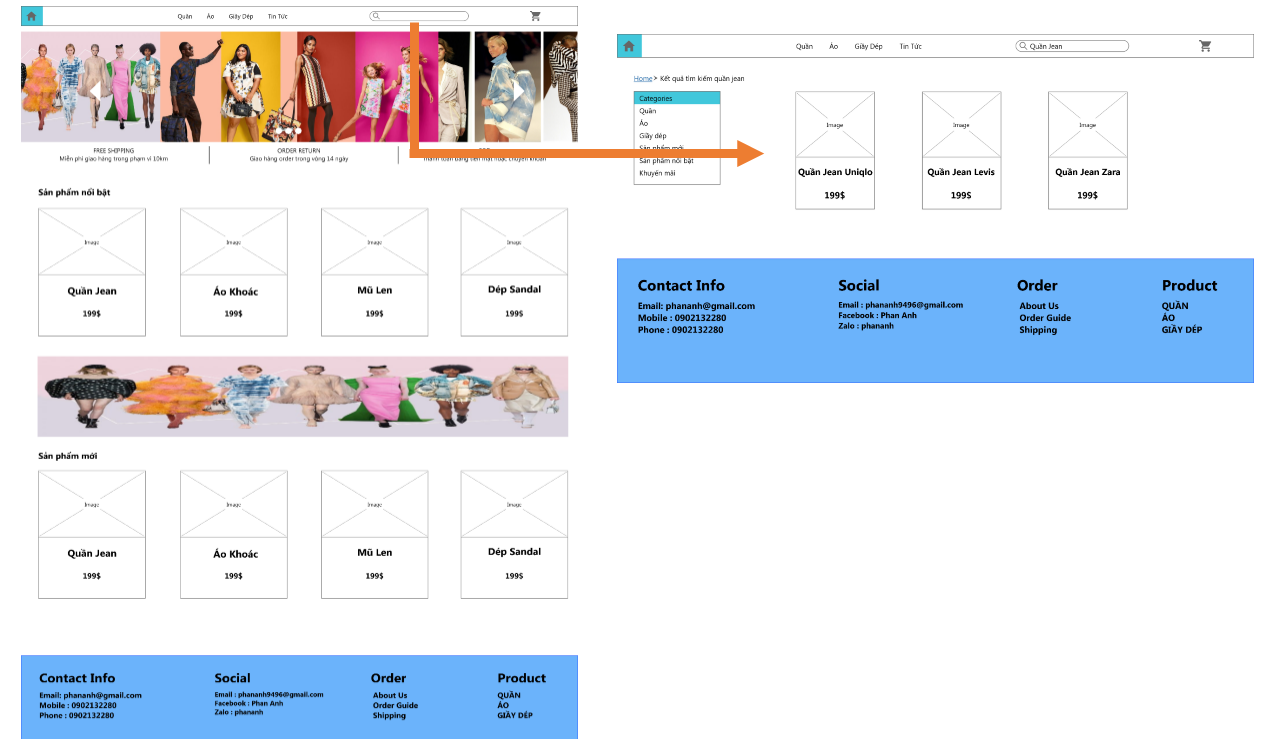 Quần Áo Giầy Dép Tin Tức
FREE SHIPPING
Miễn phí giao hàng trong phạm vi 10km
ORDER RETURN
Giao hàng order trong vòng 14 ngày
Thanh toán bằng tiền mặt hoặc chuyển khoản
Sản phẩm nổi bật
Image Image Image Image
Quần Jean Áo Khoác Mũ Len Dép Sandal
199$ 199$ 199$ 199$
Sản phẩm mới
Image Image Image Image
Quần Jean Áo Khoác Mũ Len Dép Sandal
199$ 199$ 199$ 199$
Contact Info
Email: phananh@gmail.com
Mobile : 0902132280
Phone : 0902132280
Social
Email : phananh9496@gmail.com
Facebook : Phan Anh
Zalo : phananh
Order
About Us
Order Guide
Shipping
Product
QUẦN
ÁO
GIẦY DÉP
Quần Áo Giầy Dép Tin Tức Quần Jean
Home > Kết quả tìm kiếm quần jean
Categories
Quần
Áo
Giầy dép
Sản phẩm mới
Sản phẩm nổi bật
Khuyến mãi
Image Image Image
Quần Jean Uniqlo Quần Jean Levis Quần Jean Zara
199$ 199$ 199$
Contact Info
Email: phananh@gmail.com
Mobile : 0902132280
Phone : 0902132280
Social
Email : phananh9496@gmail.com
Facebook : Phan Anh
Zalo : phananh
Order
About Us
Order Guide
Shipping
Product
QUẦN
ÁO
GIẦY DÉP